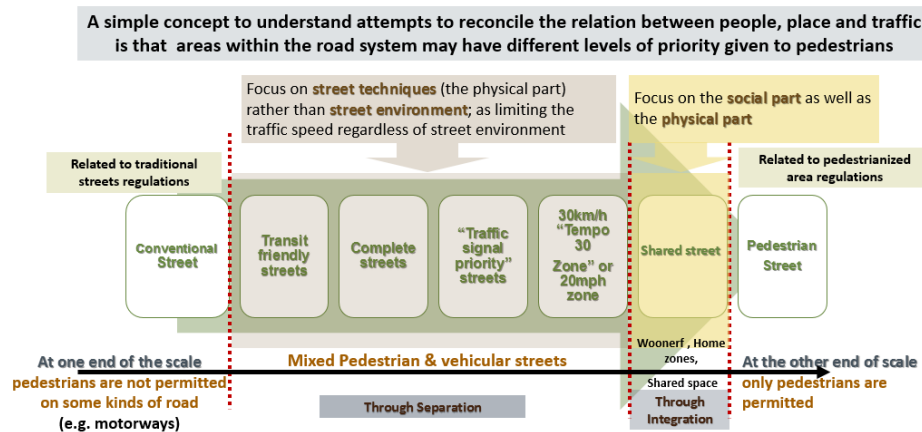 A simple concept to understand attempts to reconcile the relation between people, place and traffic
is that areas within the road system may have different levels of priority given to pedestrians
Focus on street techniques (the physical part)
rather than street environment; as limiting the
traffic speed regardless of street environment
Focus on the social part as well as
the physical part
Related to traditional
streets regulations
Related to pedestrianized
area regulations
Conventional
Street
Transit
friendly
streets
Complete
streets
“Traffic
signal
priority”
streets
30km/h
“Tempo
30
Zone” or
20mph
zone
Shared street
Pedestrian
Street
At one end of the scale
pedestrians are not permitted
on some kinds of road
(e.g. motorways)
Mixed Pedestrian & vehicular streets
Woonerf , Home
zones,
Shared space
At the other end of scale
only pedestrians are
permitted
Through Separation
Through
Integration